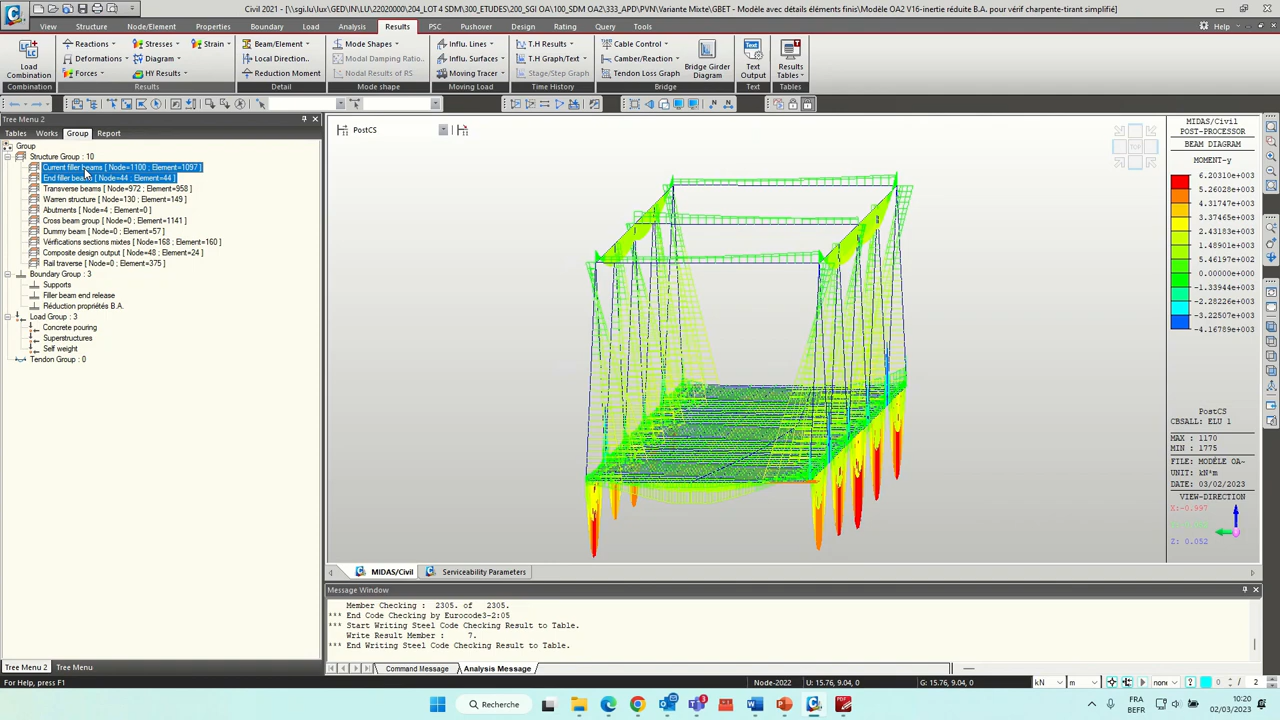 Civil 2021 - [\\sgi.lu\lux\GED\IN\LU\2020000\204_LOT 4 SDM\300_ETUDES\200_SGI OA\100_SDM OA2\333_APD\PVN\Variante Mixte\GBET - Modèle avec détails éléments finis\Modèle OA2 V16-inertie réduite B.A. pour vérif charpente-tirant simplifié]
View Structure Node/Element Properties Boundary Load Analysis Results PSC Pushover Design Rating Query Tools Help
Load Combination
Reactions
Deformations
Forces
Stresses
Diagram
HY Results
Strain
Beam/Element
Local Direction..
Reduction Moment
Mode Shapes
Modal Damping Ratio..
Nodal Results of RS
Influ. Lines
Influ. Surfaces
Moving Tracer
T.H Results
T.H Graph/Text
Stage/Step Graph
Cable Control
Camber/Reaction
Tendon Loss Graph
Bridge Girder Diagram
Text Output
Results Tables
Combination Results Detail Mode shape Moving Load Time History Bridge Text Tables
Tree Menu 2
Tables Works Group Report
Group
Structure Group : 10
Current filler beams [ Node=1100 ; Element=1097 ]
End filler beams [ Node=44 ; Element=44 ]
Transverse beams [ Node=972 ; Element=958 ]
Warren structure [ Node=130 ; Element=149 ]
Abutments [ Node=4 ; Element=0 ]
Cross beam group [ Node=0 ; Element=1141 ]
Dummy beam [ Node=0 ; Element=57 ]
Vérifications sections mixtes [ Node=168 ; Element=160 ]
Composite design output [ Node=48 ; Element=24 ]
Rail traverse [ Node=0 ; Element=375 ]
Boundary Group : 3
Supports
Filler beam end release
Réduction propriétés B.A.
Load Group : 3
Concrete pouring
Superstructures
Self weight
Tendon Group : 0
Tree Menu 2 Tree Menu
PostCS
TOP
MIDAS/Civil
POST-PROCESSOR
BEAM DIAGRAM
MOMENT-y
6.20310e+003
5.26028e+003
4.31746e+003
3.37465e+003
2.43183e+003
1.48901e+003
5.46197e+002
0.00000e+000
-2.28226e+003
-3.22507e+003
-4.16789e+003
PostCS
CBSALL: ELU 1
MAX : 1170
MIN : 1775
FILE: MODÈLE OA~
UNIT: kN*m
DATE: 03/02/2023
VIEW-DIRECTION
X:-0.997
Z: 0.052
MIDAS/Civil Serviceability Parameters
Message Window
Member Checking : 2305. of 2305.
*** End Code Checking by Eurocode3-2:05
*** Start Writing Steel Code Checking Result to Table.
Write Result Member : 7.
*** End Writing Steel Code Checking Result to Table.
Command Message Analysis Message
For Help, press F1
Node-2022 U: 15.76, 9.04, 0 G: 15.76, 9.04, 0 kN m none 0 / 2
Recherche
FRA
BEFR
10:20
02/03/2023